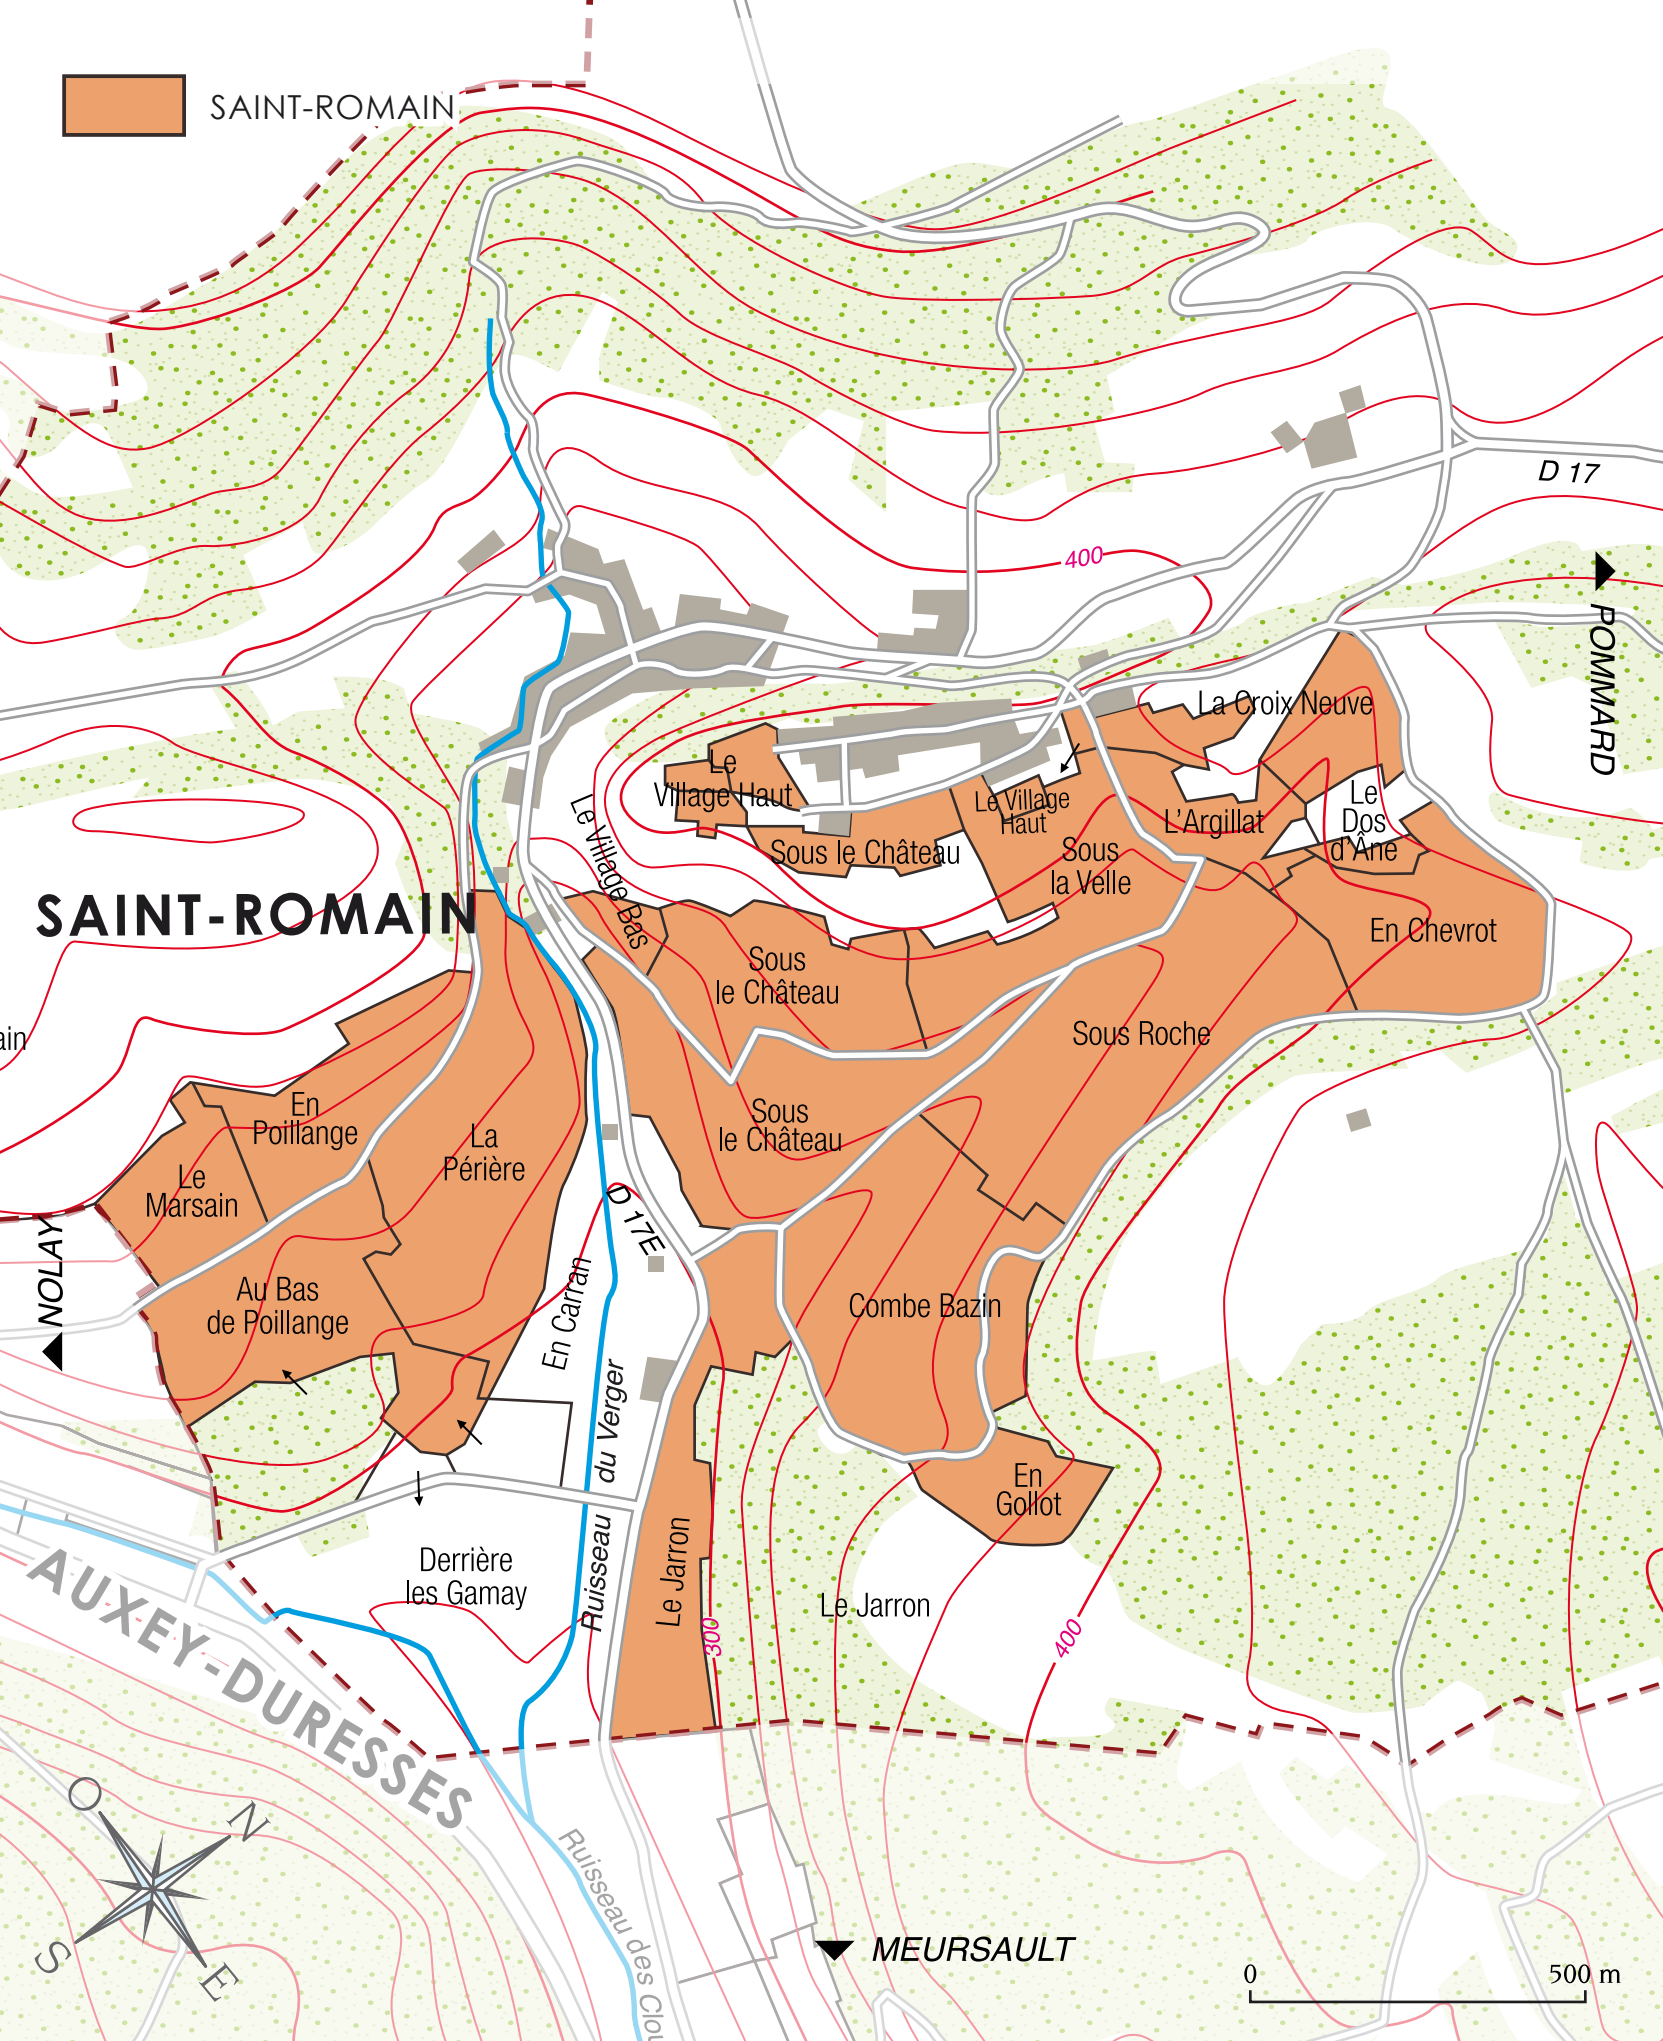 SAINT-ROMAIN
400
D 17
POMMARD
La Croix Neuve
Le
Village Haut
Le Village
Haut
L'Argillat
Le
Dos
d'Âne
Sous le Château
Sous
la Velle
Le Village Bas
SAINT-ROMAIN
En Chevrot
Sous
le Château
Sous Roche
ain
En
Poillange
La
Périère
Sous
le Château
Le
Marsain
D 17E
NOLAY
Au Bas
de Poillange
En Carran
Combe Bazin
Ruisseau du Verger
En
Gollot
Derrière
les Gamay
Le Jarron
Le Jarron
300
400
AUXEY-DURESSES
O
N
S
E
Ruisseau des Clou
MEURSAULT
0
500 m